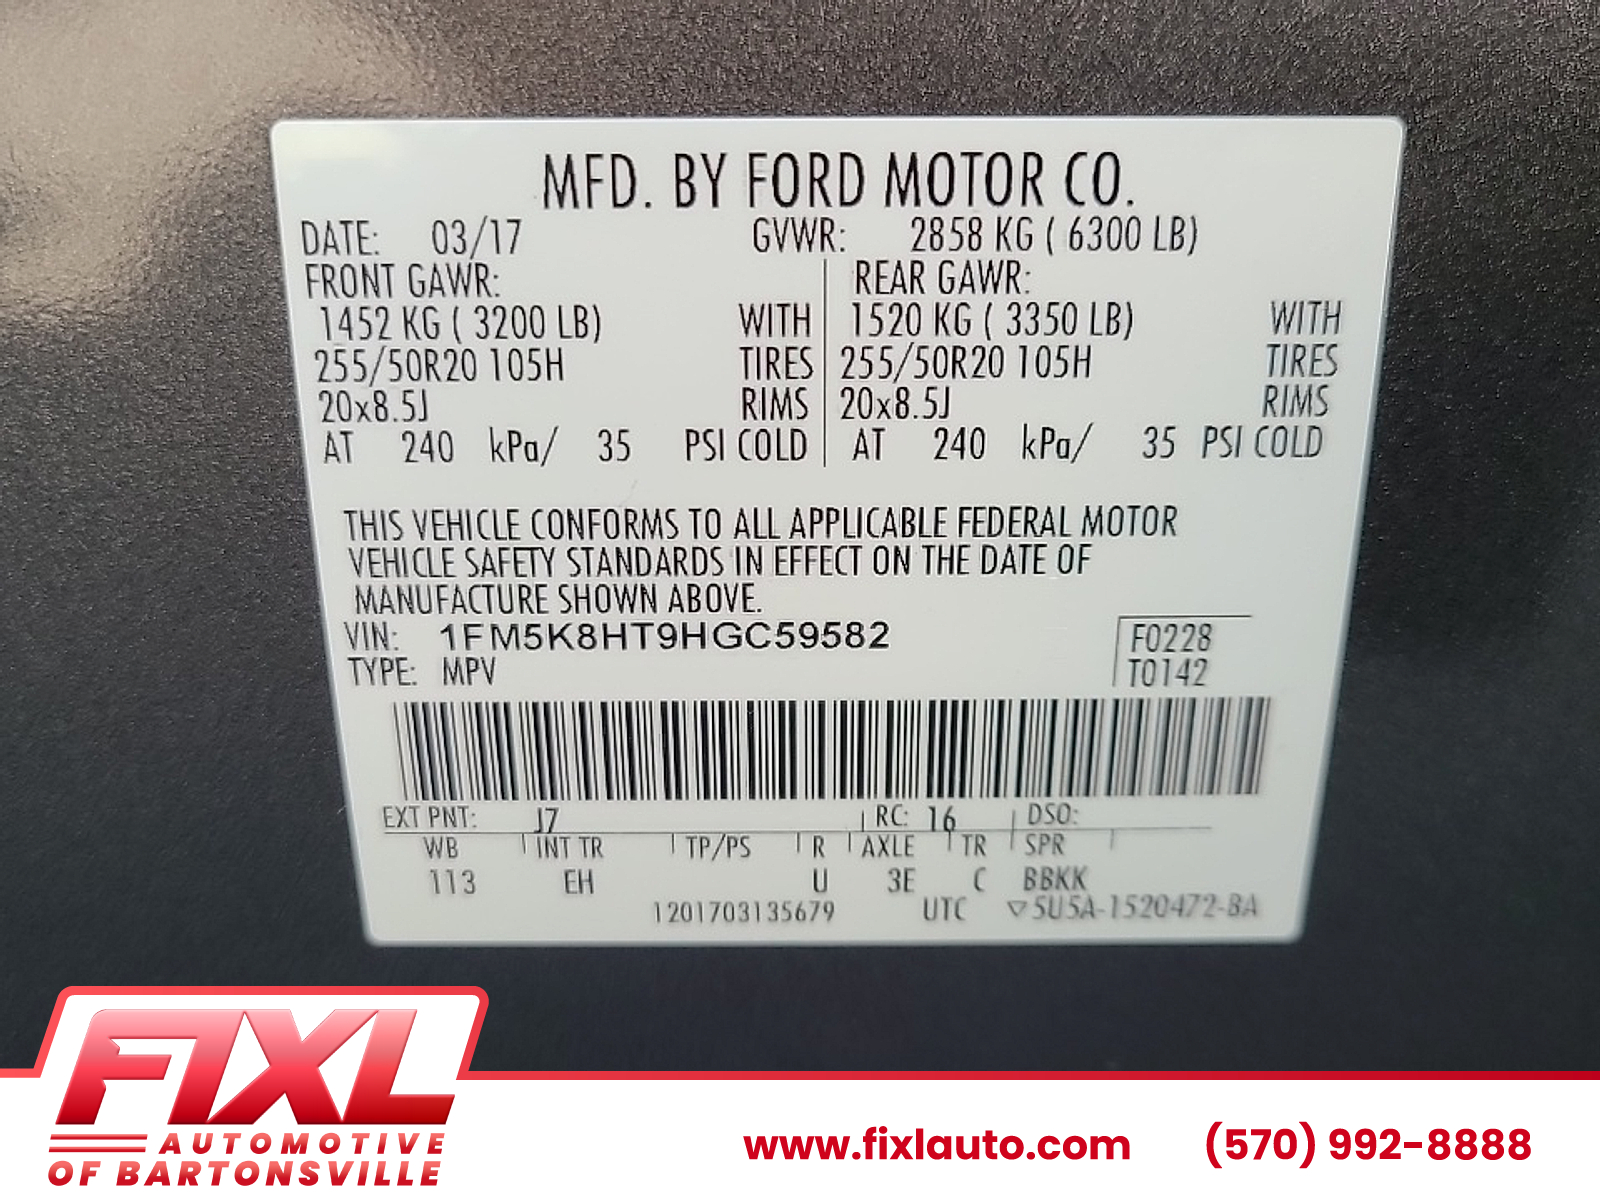 MFD. BY FORD MOTOR CO.
DATE: 03/17 GVWR: 2858 KG ( 6300 LB)
FRONT GAWR: REAR GAWR:
1452 KG ( 3200 LB) WITH 1520 KG ( 3350 LB) WITH
255/50R20 105H TIRES 255/50R20 105H TIRES
20x8.5J RIMS 20x8.5J RIMS
AT 240 kPa/ 35 PSI COLD AT 240 kPa/ 35 PSI COLD
THIS VEHICLE CONFORMS TO ALL APPLICABLE FEDERAL MOTOR
VEHICLE SAFETY STANDARDS IN EFFECT ON THE DATE OF
MANUFACTURE SHOWN ABOVE.
VIN: 1FM5K8HT9HGC59582 F0228
TYPE: MPV T0142
EXT PNT: J7 RC: 16 DSO:
WB INT TR TP/PS R AXLE TR SPR
113 EH U 3E C BBKK
1201703135679 UTC ▽5U5A-1520472-BA
FIXL
AUTOMOTIVE
OF BARTONSVILLE
www.fixlauto.com (570) 992-8888